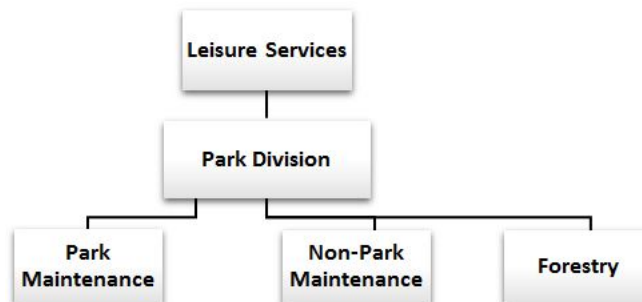 Leisure Services
Park Division
Park
Maintenance
Non-Park
Maintenance
Forestry